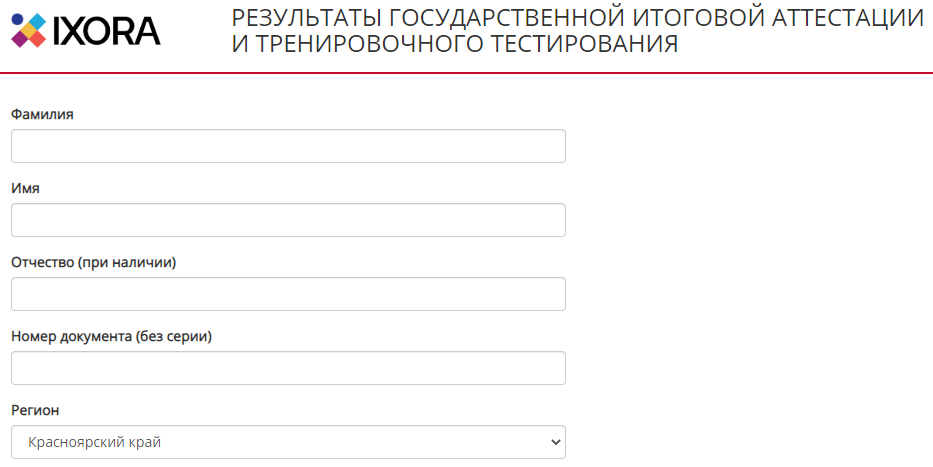 IXORA
РЕЗУЛЬТАТЫ ГОСУДАРСТВЕННОЙ ИТОГОВОЙ АТТЕСТАЦИИ
И ТРЕНИРОВОЧНОГО ТЕСТИРОВАНИЯ
Фамилия
Имя
Отчество (при наличии)
Номер документа (без серии)
Регион
Красноярский край